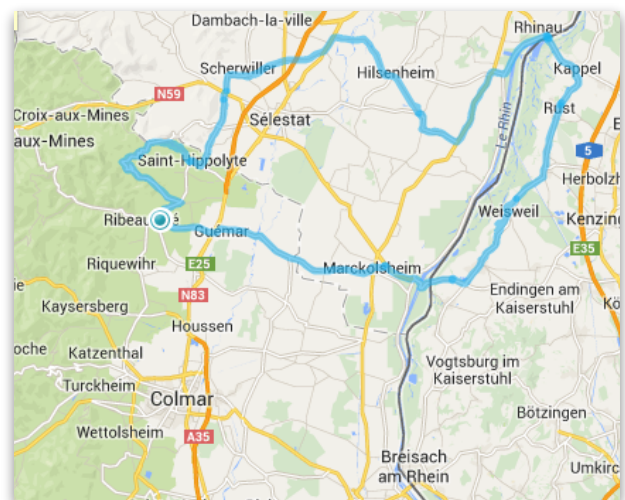 Dambach-la-ville
Rhinau
Scherwiller
Hilsenheim
Kappel
N59
Rust
Croix-aux-Mines
Sélestat
aux-Mines
Le Rhin
5
Saint-Hippolyte
Herbolzh
Weisweil
Ribeau
é
Kenzin
Guémar
E35
Riquewihr
E25
Marckolsheim
ie
N83
Endingen am
Kaiserstuhl
Kö
Kaysersberg
Houssen
oche
Katzenthal
Vogtsburg im
Kaiserstuhl
Turckheim
Colmar
Bötzingen
Wettolsheim
A35
Breisach
am Rhein
Umkirc